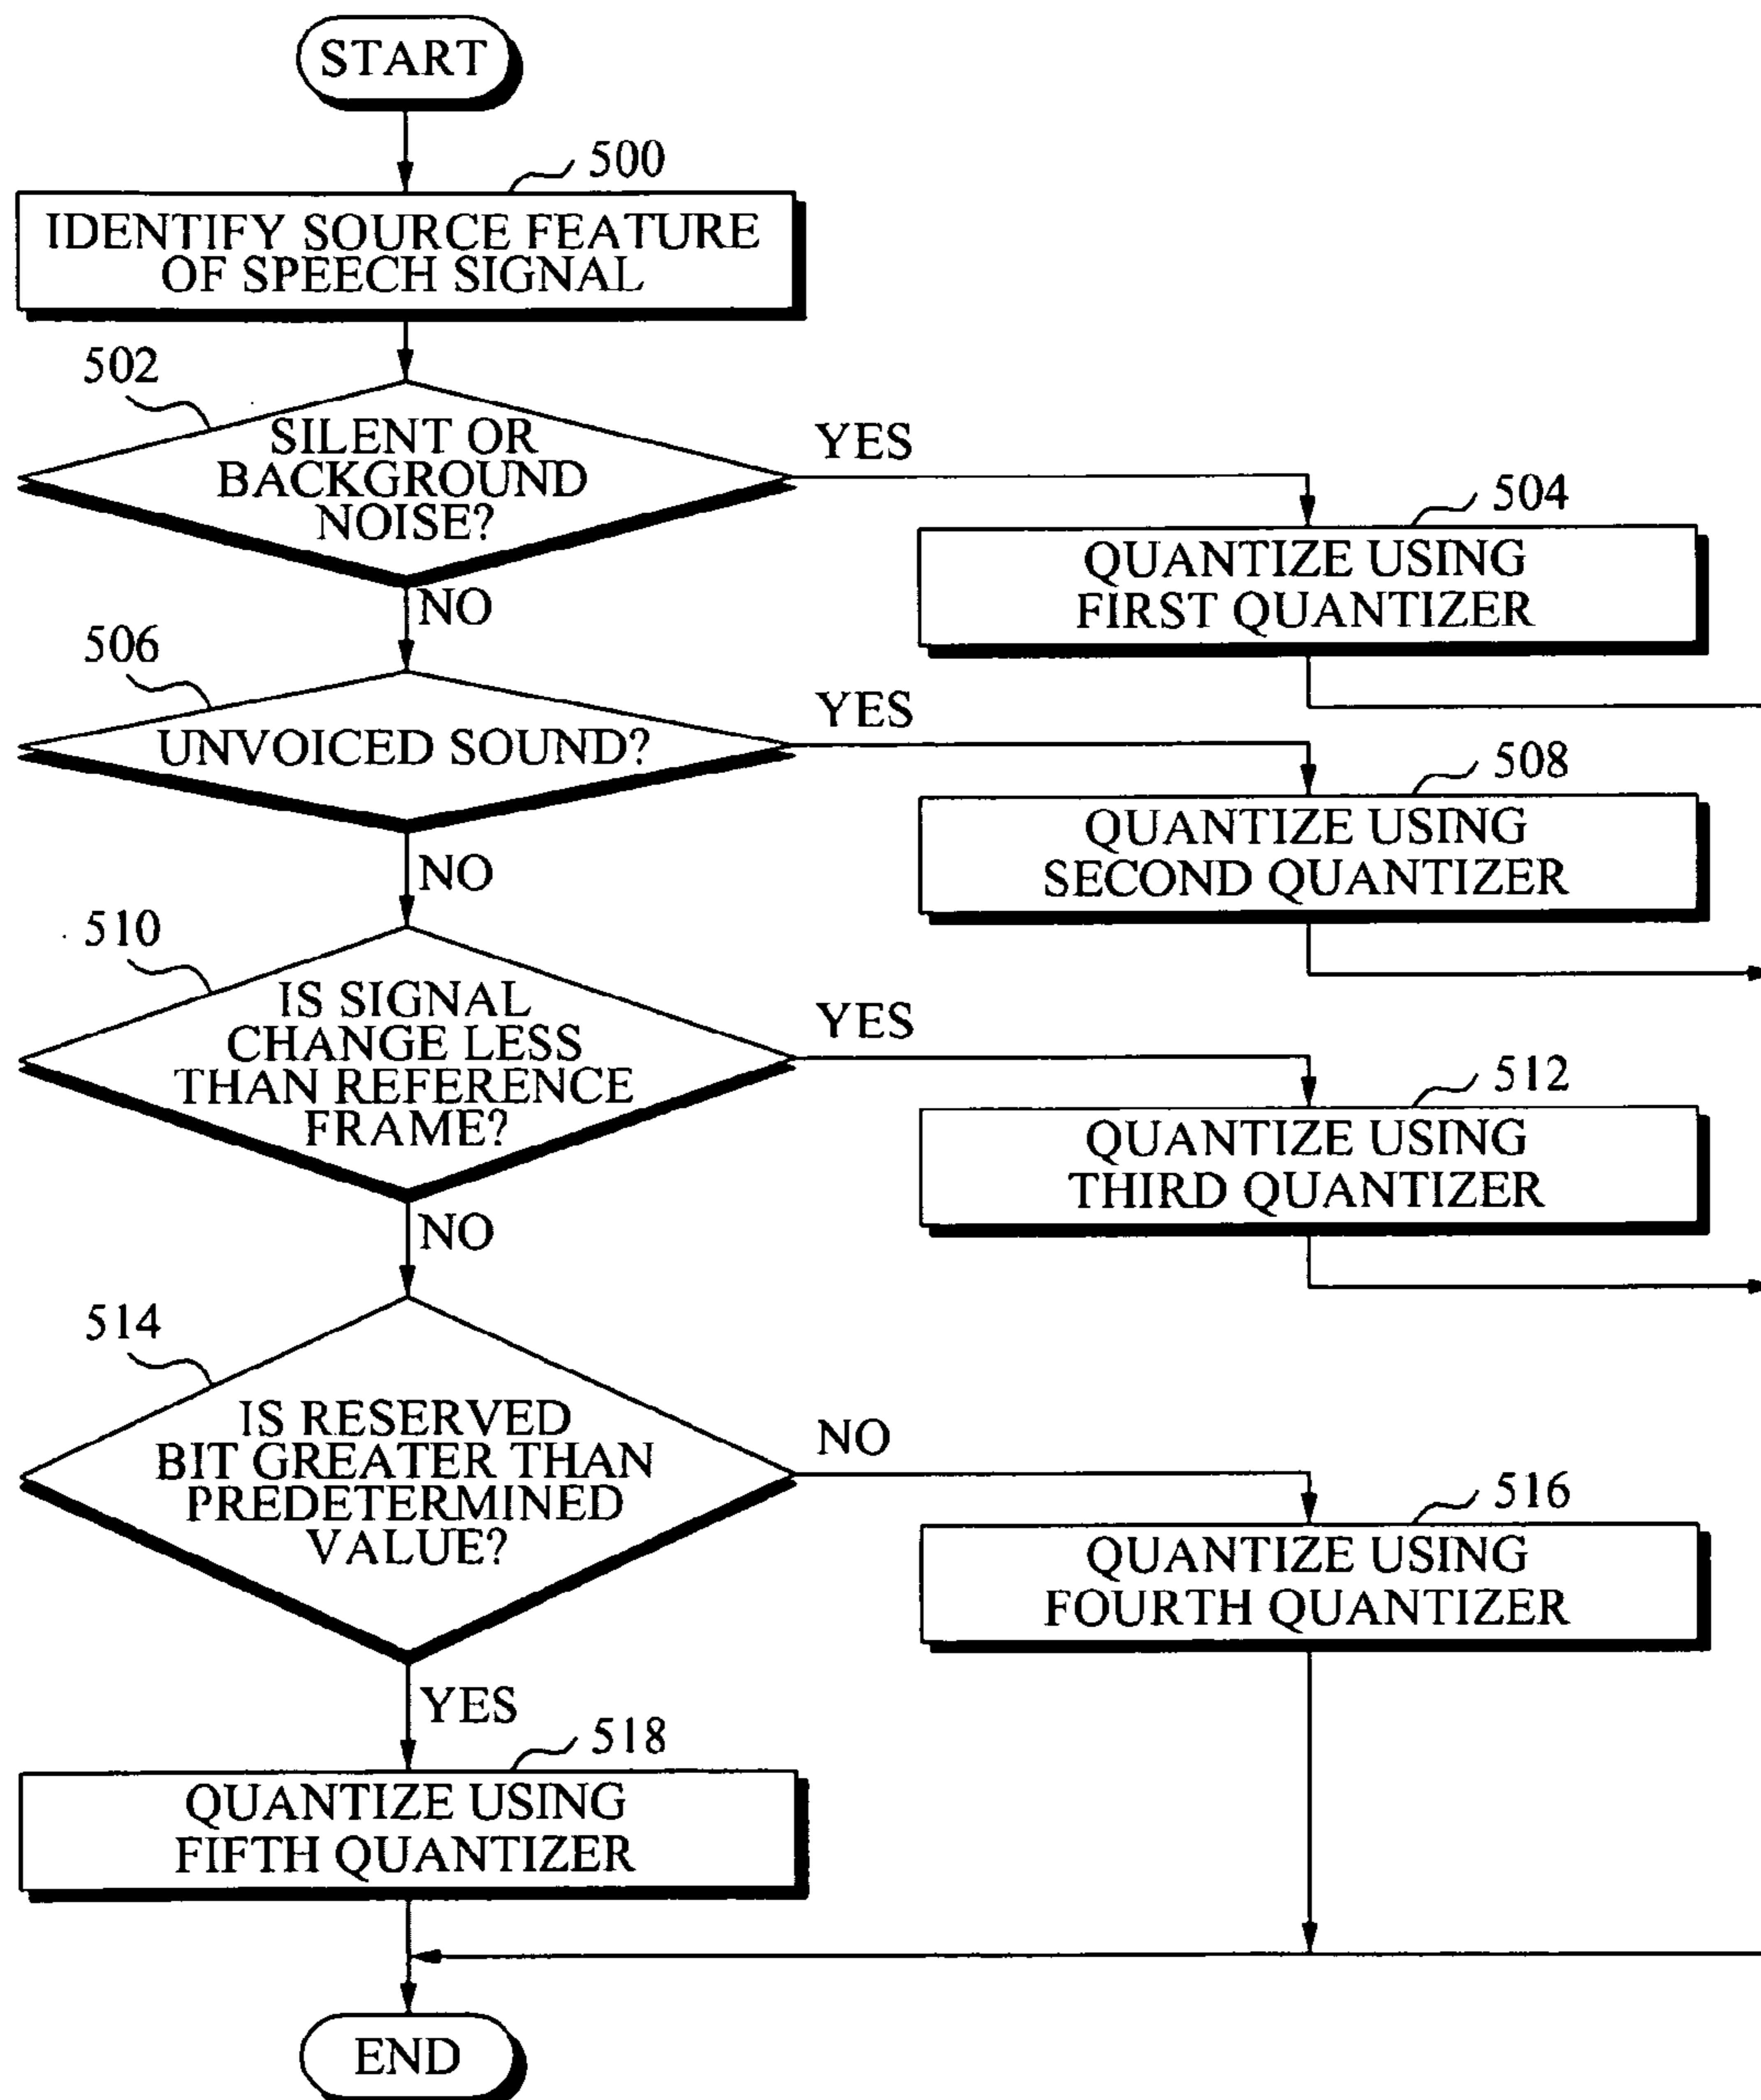 START
500
IDENTIFY SOURCE FEATURE
OF SPEECH SIGNAL
502
SILENT OR
BACKGROUND
NOISE?
YES
504
QUANTIZE USING
FIRST QUANTIZER
NO
506
UNVOICED SOUND?
YES
508
QUANTIZE USING
SECOND QUANTIZER
NO
510
IS SIGNAL
CHANGE LESS
THAN REFERENCE
FRAME?
YES
512
QUANTIZE USING
THIRD QUANTIZER
NO
514
IS RESERVED
BIT GREATER THAN
PREDETERMINED
VALUE?
NO
516
QUANTIZE USING
FOURTH QUANTIZER
YES
518
QUANTIZE USING
FIFTH QUANTIZER
END